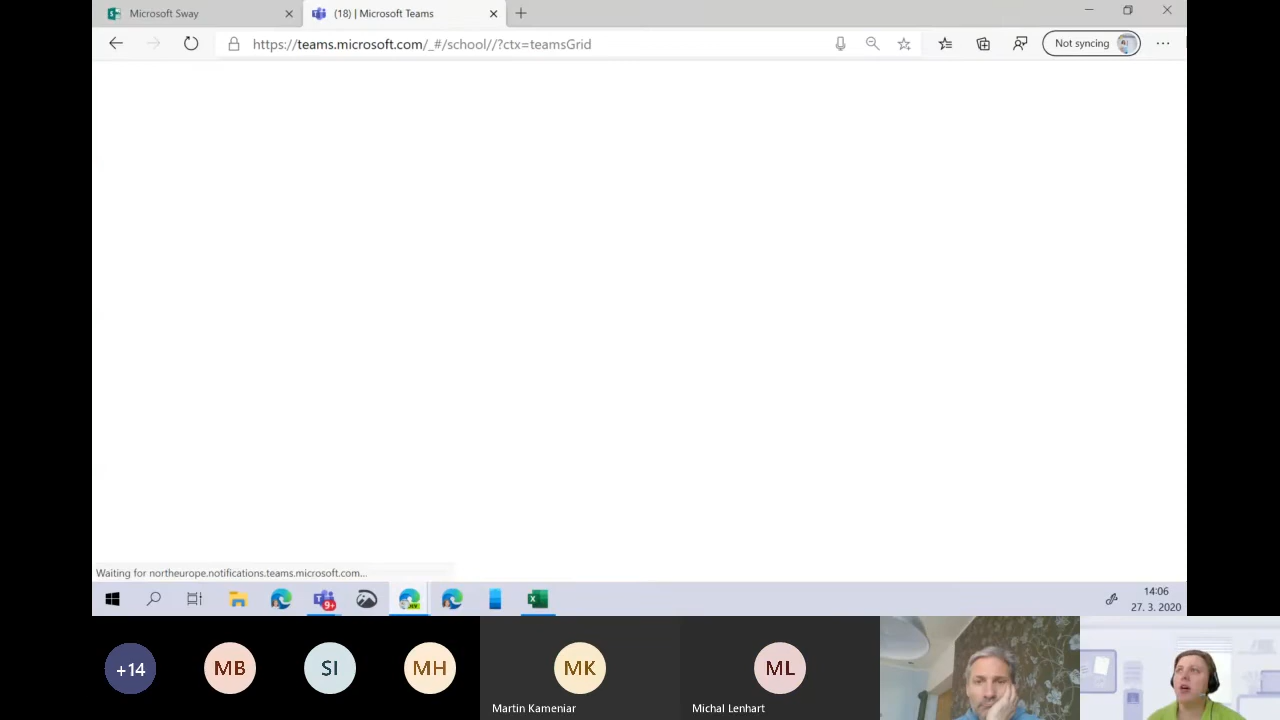 Microsoft Sway
(18) | Microsoft Teams
https://teams.microsoft.com/_#/school//?ctx=teamsGrid
Not syncing
Waiting for northeurope.notifications.teams.microsoft.com...
9+
14:06
27. 3. 2020
+14
MB
SI
MH
MK
ML
Martin Kameniar
Michal Lenhart